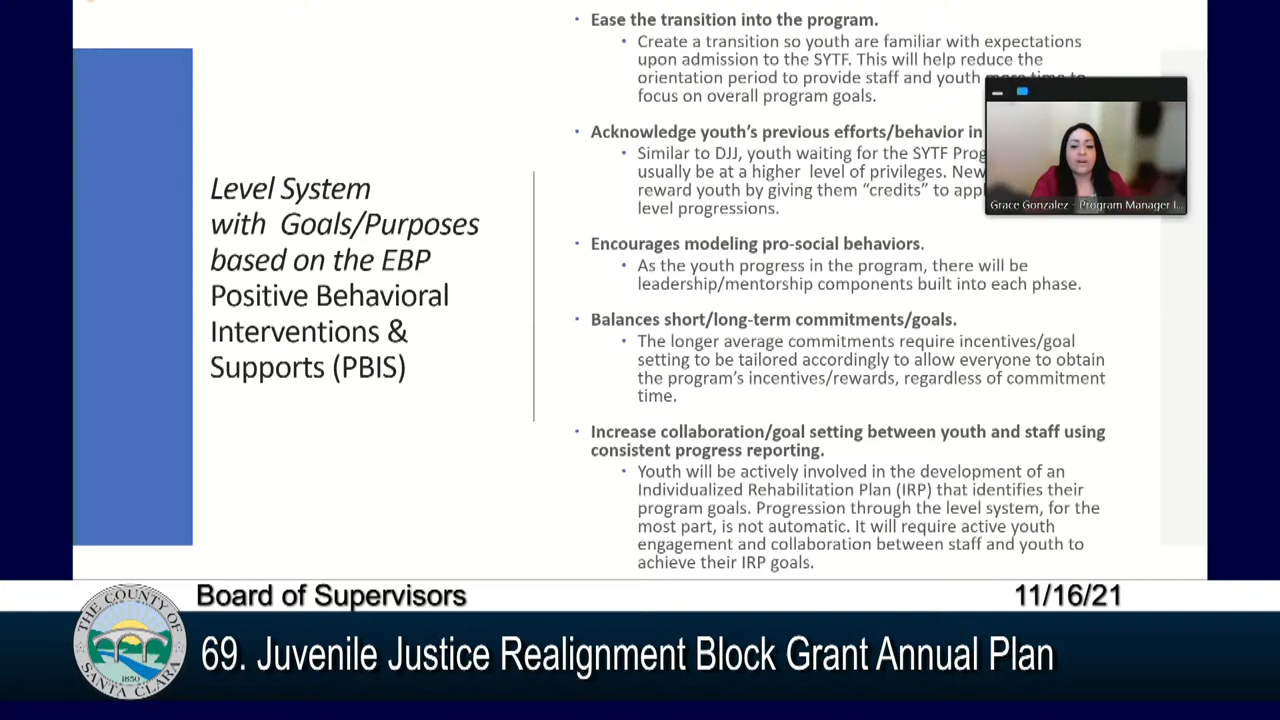 Level System
with Goals/Purposes
based on the EBP
Positive Behavioral
Interventions &
Supports (PBIS)
· Ease the transition into the program.
· Create a transition so youth are familiar with expectations
upon admission to the SYTF. This will help reduce the
orientation period to provide staff and youth more time to
focus on overall program goals.
· Acknowledge youth’s previous efforts/behavior in
· Similar to DJJ, youth waiting for the SYTF
usually be at a higher level of privileges. New
reward youth by giving them “credits” to
level progressions.
· Encourages modeling pro-social behaviors.
· As the youth progress in the program, there will be
leadership/mentorship components built into each phase.
· Balances short/long-term commitments/goals.
· The longer average commitments require incentives/goal
setting to be tailored accordingly to allow everyone to obtain
the program’s incentives/rewards, regardless of commitment
time.
· Increase collaboration/goal setting between youth and staff using
consistent progress reporting.
· Youth will be actively involved in the development of an
Individualized Rehabilitation Plan (IRP) that identifies their
program goals. Progression through the level system, for the
most part, is not automatic. It will require active youth
engagement and collaboration between staff and youth to
achieve their IRP goals.
Grace Gonzalez - Program Manager I...
Board of Supervisors
11/16/21
THE COUNTY OF
SANTA CLARA
1850
69. Juvenile Justice Realignment Block Grant Annual Plan